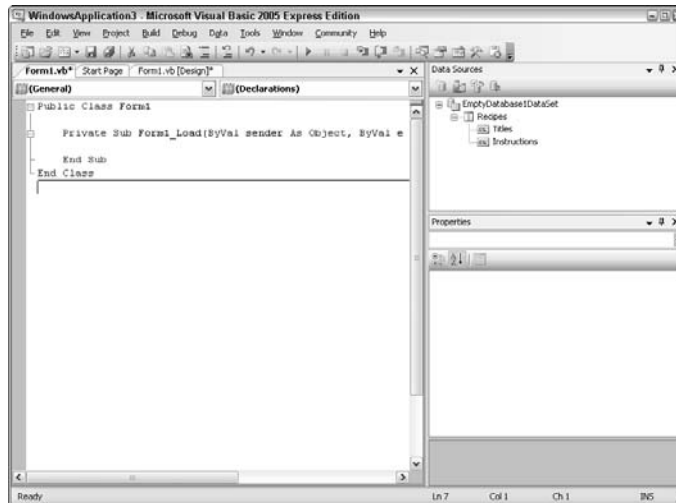 WindowsApplication3 - Microsoft Visual Basic 2005 Express Edition
File Edit View Project Build Debug Data Tools Window Community Help
Form1.vb* Start Page Form1.vb [Design]*
Data Sources
(General) (Declarations)
Public Class Form1
Private Sub Form1_Load(ByVal sender As Object, ByVal e
End Sub
End Class
EmptyDatabase1DataSet
Recipes
Titles
Instructions
Properties
Ready Ln 7 Col 1 Ch 1 INS